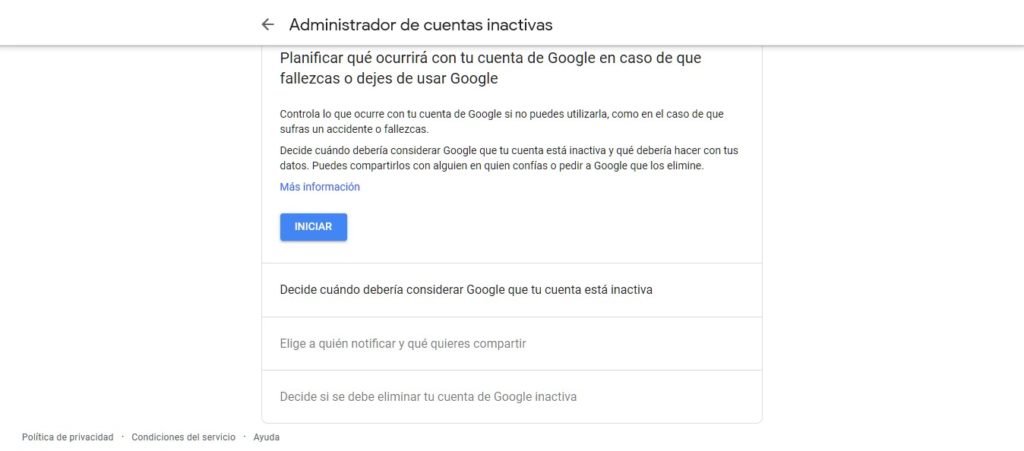 Administrador de cuentas inactivas
Planificar qué ocurrirá con tu cuenta de Google en caso de que
fallezcas o dejes de usar Google
Controla lo que ocurre con tu cuenta de Google si no puedes utilizarla, como en el caso de que
sufras un accidente o fallezcas.
Decide cuándo debería considerar Google que tu cuenta está inactiva y qué debería hacer con tus
datos. Puedes compartirlos con alguien en quien confías o pedir a Google que los elimine.
Más información
INICIAR
Decide cuándo debería considerar Google que tu cuenta está inactiva
Elige a quién notificar y qué quieres compartir
Decide si se debe eliminar tu cuenta de Google inactiva
Política de privacidad · Condiciones del servicio · Ayuda